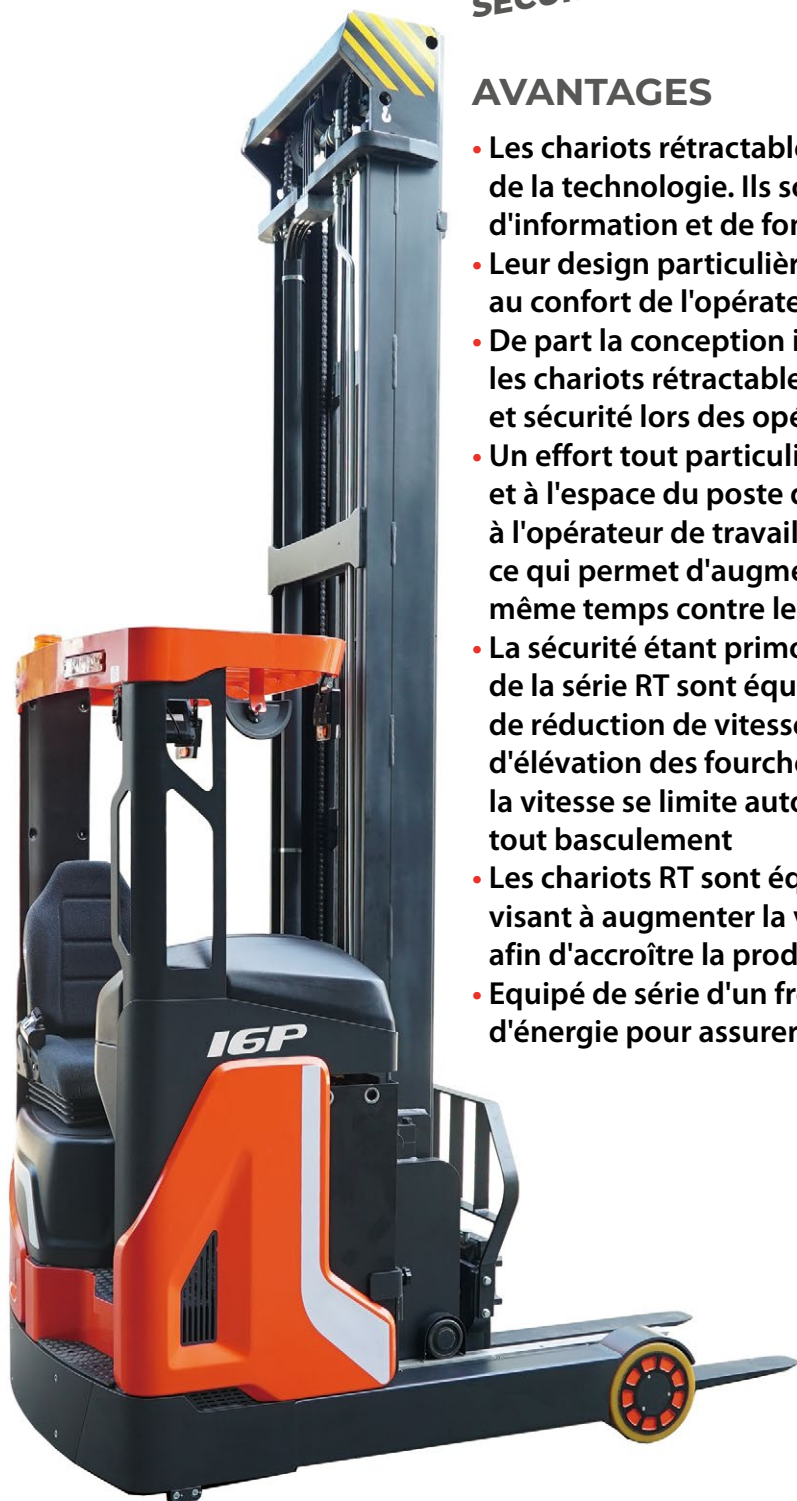 AVANTAGES
• Les chariots rétractable
de la technologie. Ils so
d'information et de for
• Leur design particulièr
au confort de l'opérate
• De part la conception i
les chariots rétractable
et sécurité lors des opé
• Un effort tout particuli
et à l'espace du poste
à l'opérateur de travail
ce qui permet d'augme
même temps contre le
• La sécurité étant primo
de la série RT sont équ
de réduction de vitesse
d'élévation des fourche
la vitesse se limite auto
tout basculement
• Les chariots RT sont éq
visant à augmenter la v
afin d'accroître la prod
• Equipé de série d'un fr
d'énergie pour assurer
16P